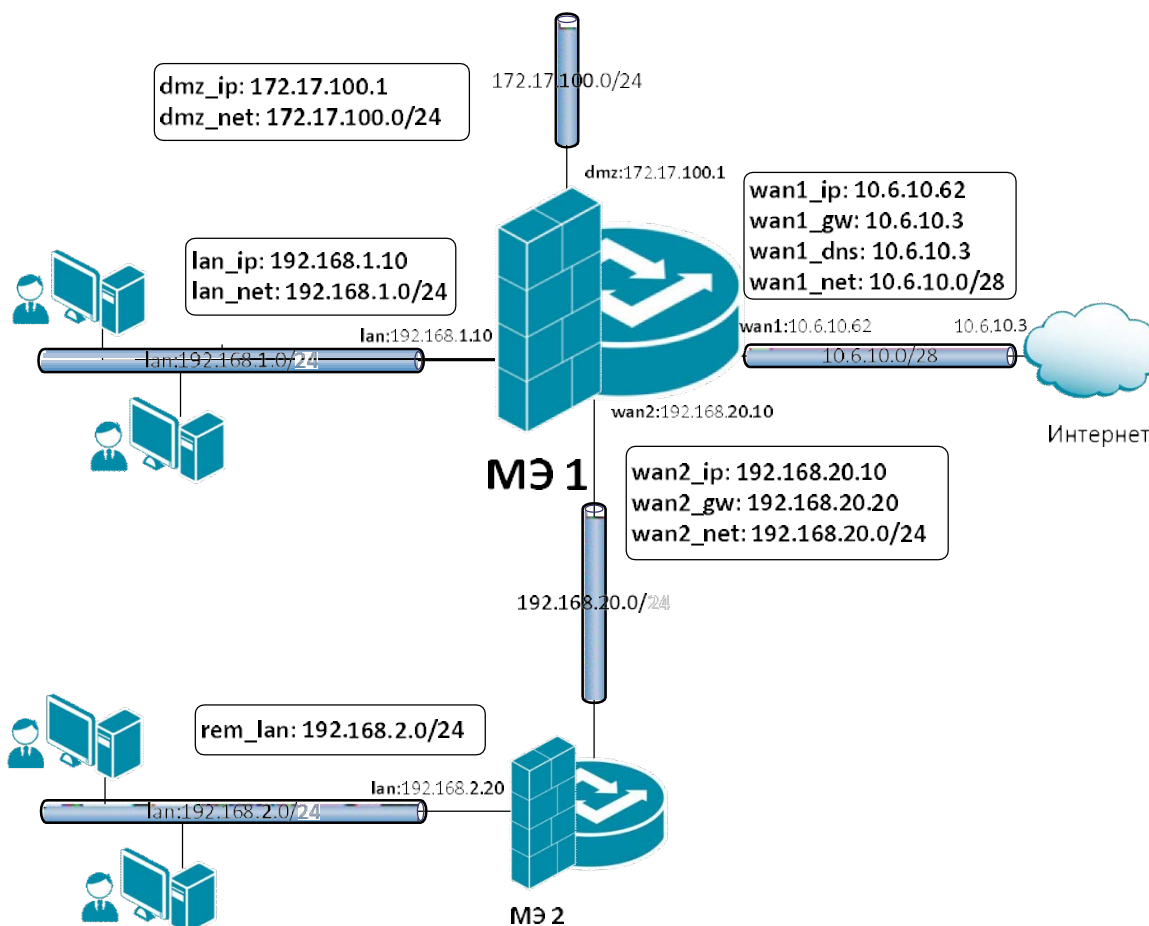 172.17.100.0/24
dmz_ip: 172.17.100.1
dmz_net: 172.17.100.0/24
dmz:172.17.100.1
wan1_ip: 10.6.10.62
wan1_gw: 10.6.10.3
wan1_dns: 10.6.10.3
wan1_net: 10.6.10.0/28
lan_ip: 192.168.1.10
lan_net: 192.168.1.0/24
lan:192.168.1.10
wan1:10.6.10.62
10.6.10.3
lan:192.168.1.0/24
10.6.10.0/28
wan2:192.168.20.10
Интернет
МЭ 1
wan2_ip: 192.168.20.10
wan2_gw: 192.168.20.20
wan2_net: 192.168.20.0/24
192.168.20.0/24
rem_lan: 192.168.2.0/24
lan:192.168.2.20
lan:192.168.2.0/24
МЭ 2